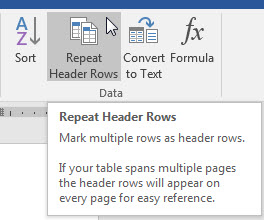 A
Z
fx
Sort
Repeat
Header Rows
Convert
to Text
Formula
Data
Repeat Header Rows
Mark multiple rows as header rows.
If your table spans multiple pages
the header rows will appear on
every page for easy reference.